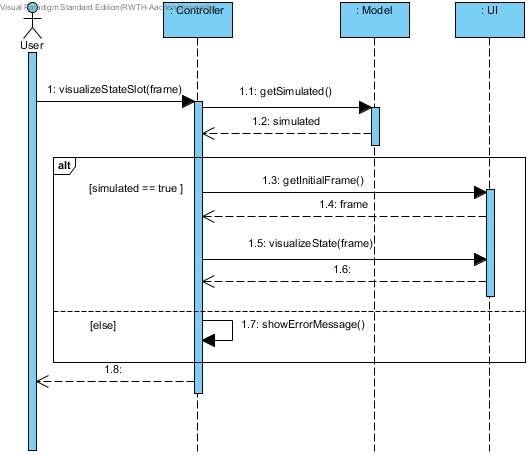 Visual Paradigm Standard Edition(RWTH-Aachen
: Controller
: Model
: UI
User
1: visualizeStateSlot(frame)
1.1: getSimulated()
1.2: simulated
alt
[simulated == true ]
1.3: getInitialFrame()
1.4: frame
1.5: visualizeState(frame)
1.6:
[else]
1.7: showErrorMessage()
1.8: